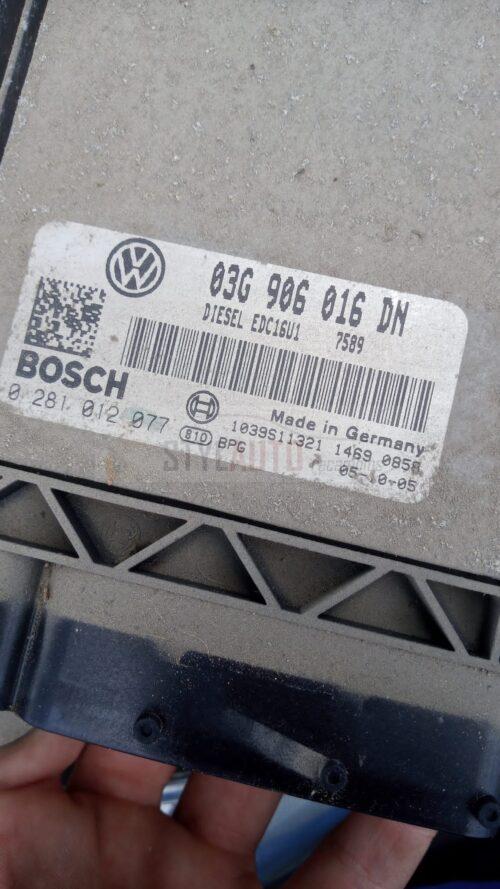 03G 906 016 DN
DIESEL EDC16U1 7589
BOSCH
0 281 012 077
Made in Germany
1039S11321 1469 0858
810 BPG 05-10-05
STYLAUTO